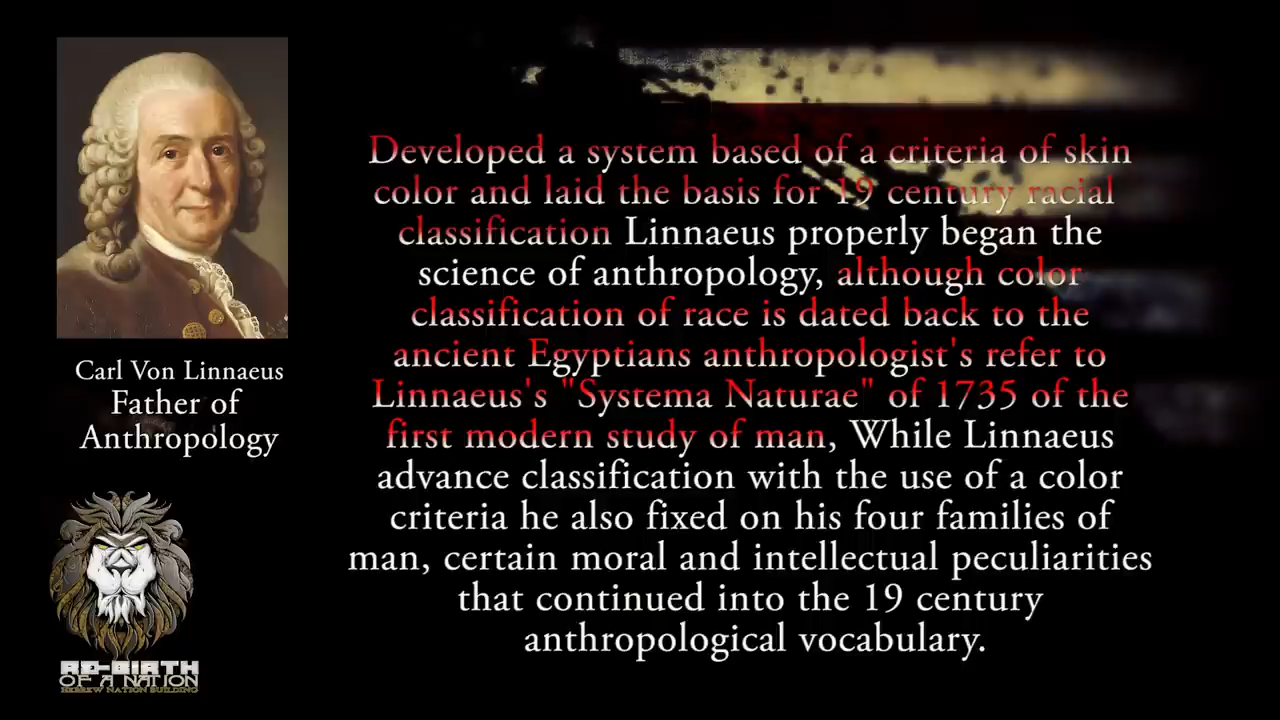 Developed a system based of a criteria of skin
color and laid the basis for 19 century racial
classification Linnaeus properly began the
science of anthropology, although color
classification of race is dated back to the
ancient Egyptians anthropologist's refer to
Linnaeus's "Systema Naturae" of 1735 of the
first modern study of man, While Linnaeus
advance classification with the use of a color
criteria he also fixed on his four families of
man, certain moral and intellectual peculiarities
that continued into the 19 century
anthropological vocabulary.
Carl Von Linnaeus
Father of
Anthropology
RE-BIRTH
OF A NATION
HEBREW NATION BUILDING